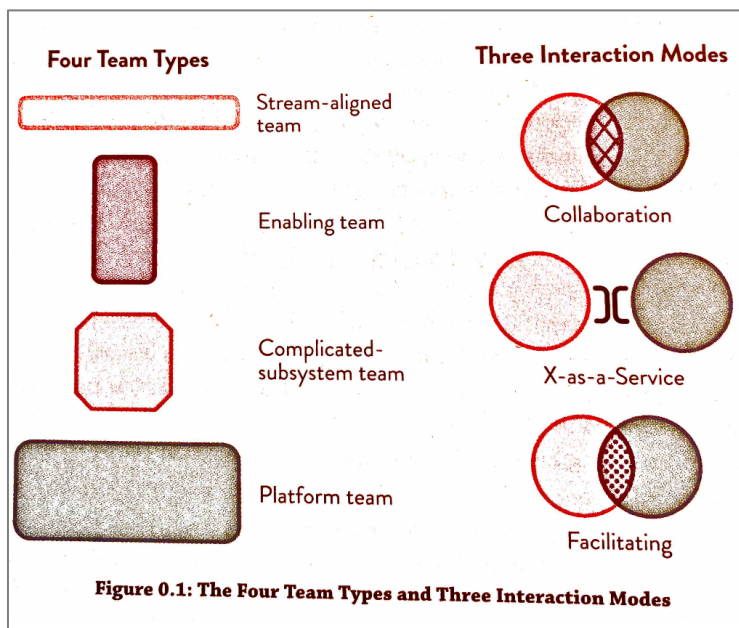 Four Team Types
Stream-aligned
team
Enabling team
Complicated-
subsystem team
Platform team
Three Interaction Modes
Collaboration
X-as-a-Service
Facilitating
Figure 0.1: The Four Team Types and Three Interaction Modes